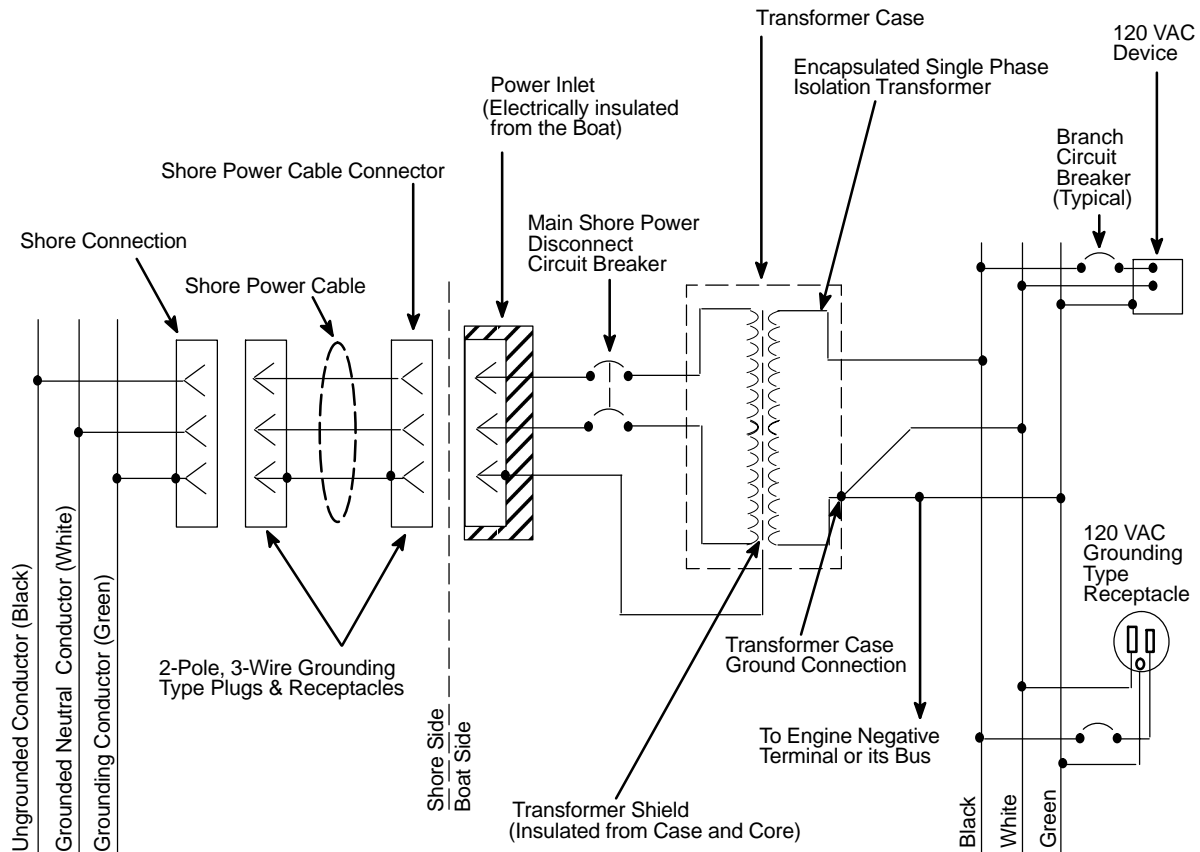 Transformer Case
120 VAC
Device
Encapsulated Single Phase
Isolation Transformer
Power Inlet
(Electrically insulated
from the Boat)
Branch
Circuit
Breaker
(Typical)
Shore Power Cable Connector
Main Shore Power
Disconnect
Circuit Breaker
Shore Connection
Shore Power Cable
120 VAC
Grounding
Type
Receptacle
Ungrounded Conductor (Black)
Grounded Neutral Conductor (White)
Grounding Conductor (Green)
2-Pole, 3-Wire Grounding
Type Plugs & Receptacles
Transformer Case
Ground Connection
To Engine Negative
Terminal or its Bus
Shore Side
Boat Side
Transformer Shield
(Insulated from Case and Core)
Black
White
Green